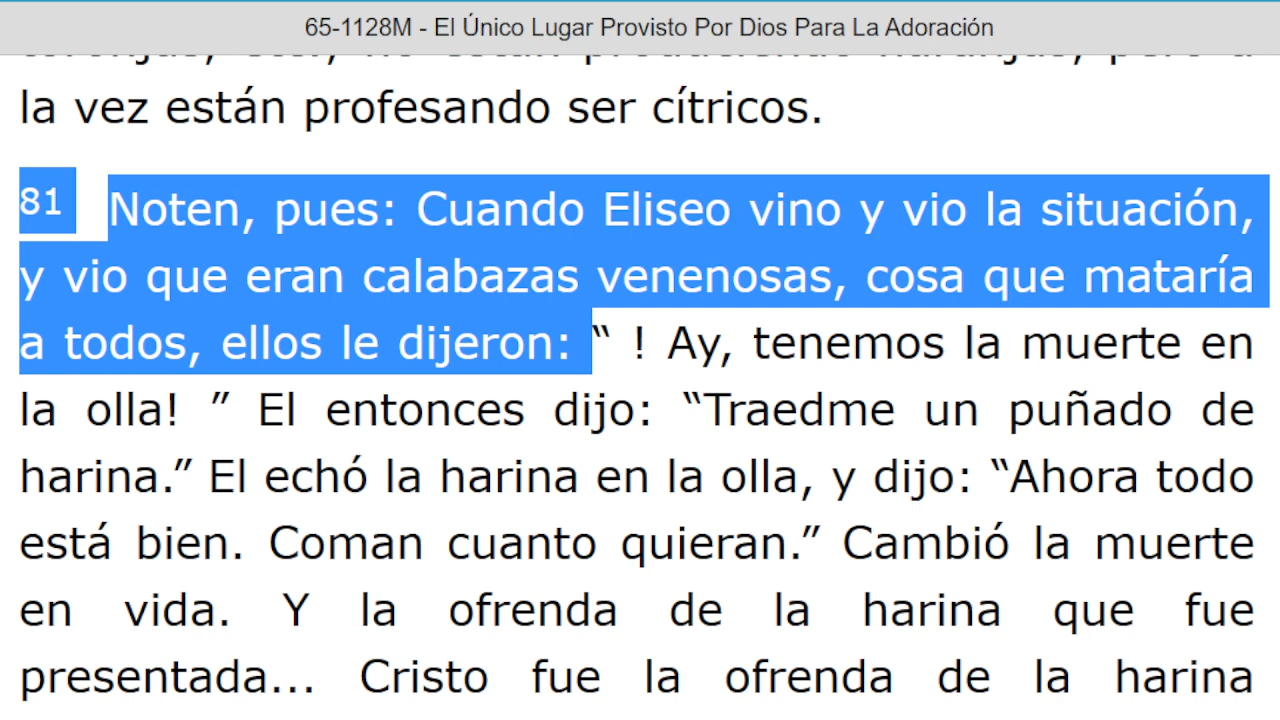 65-1128M - El Único Lugar Provisto Por Dios Para La Adoración
la vez están profesando ser cítricos.
81 Noten, pues: Cuando Eliseo vino y vio la situación,
y vio que eran calabazas venenosas, cosa que mataría
a todos, ellos le dijeron: “ ! Ay, tenemos la muerte en
la olla! ” El entonces dijo: “Traedme un puñado de
harina.” El echó la harina en la olla, y dijo: “Ahora todo
está bien. Coman cuanto quieran.” Cambió la muerte
en vida. Y la ofrenda de la harina que fue
presentada... Cristo fue la ofrenda de la harina